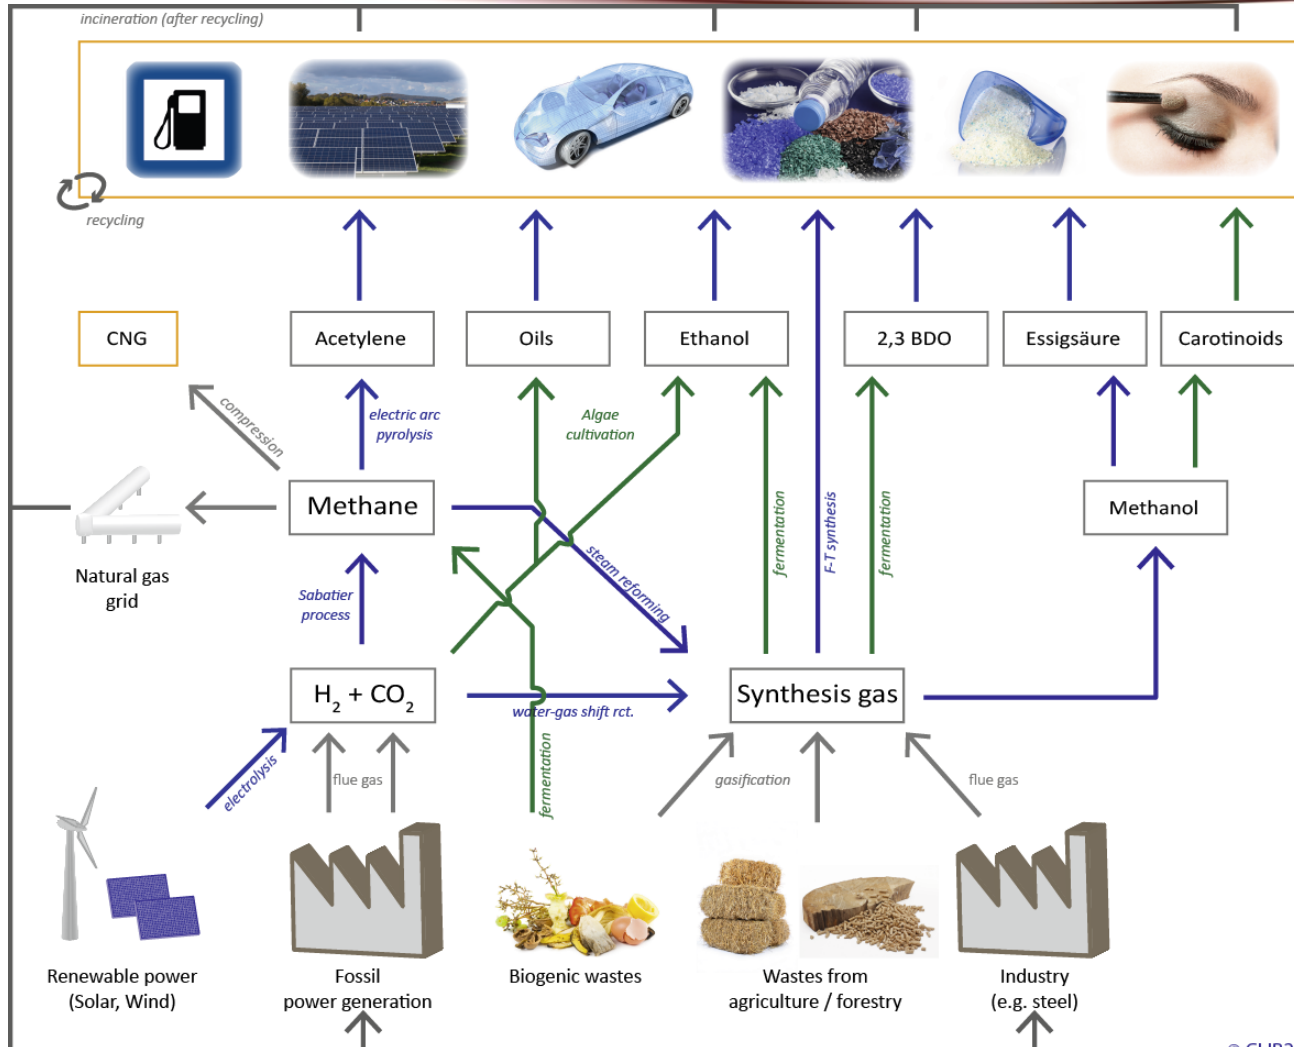 incineration (after recycling)
recycling
CNG
Acetylene
Oils
Ethanol
2,3 BDO
Essigsäure
Carotinoids
compression
electric arc
pyrolysis
Algae
cultivation
fermentation
F-T synthesis
fermentation
Methane
Methanol
steam reforming
Natural gas
grid
Sabatier
process
H₂ + CO₂
Synthesis gas
water-gas shift rct.
electrolysis
flue gas
fermentation
gasification
flue gas
Renewable power
(Solar, Wind)
Fossil
power generation
Biogenic wastes
Wastes from
agriculture / forestry
Industry
(e.g. steel)